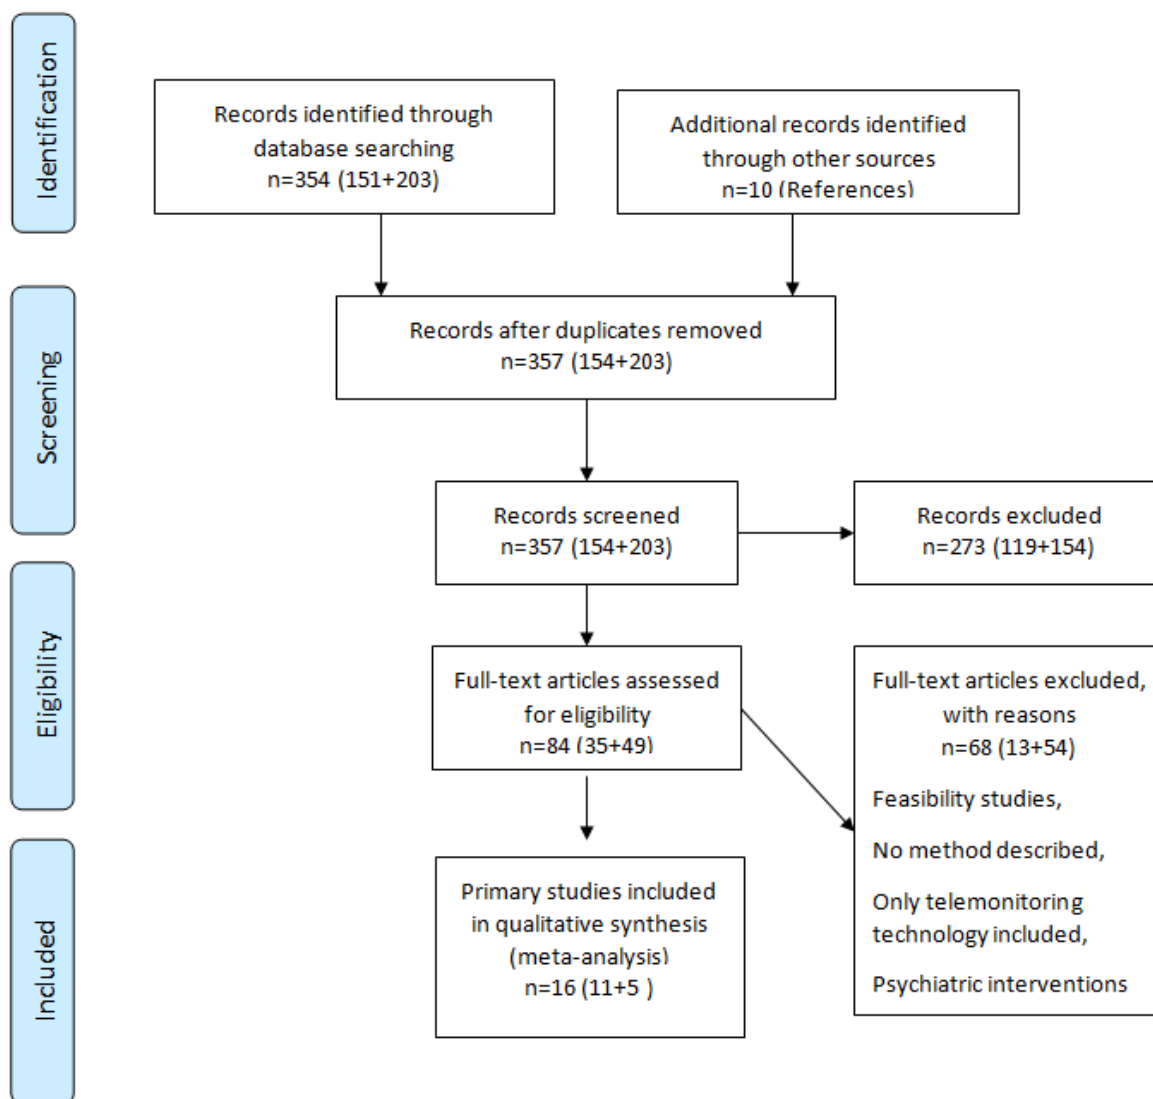 Identification
Records identified through
database searching
n=354 (151+203)
Additional records identified
through other sources
n=10 (References)
Screening
Records after duplicates removed
n=357 (154+203)
Records screened
n=357 (154+203)
Records excluded
n=273 (119+154)
Eligibility
Full-text articles assessed
for eligibility
n=84 (35+49)
Full-text articles excluded,
with reasons
n=68 (13+54)
Feasibility studies,
No method described,
Only telemonitoring
technology included,
Psychiatric interventions
Included
Primary studies included
in qualitative synthesis
(meta-analysis)
n=16 (11+5 )